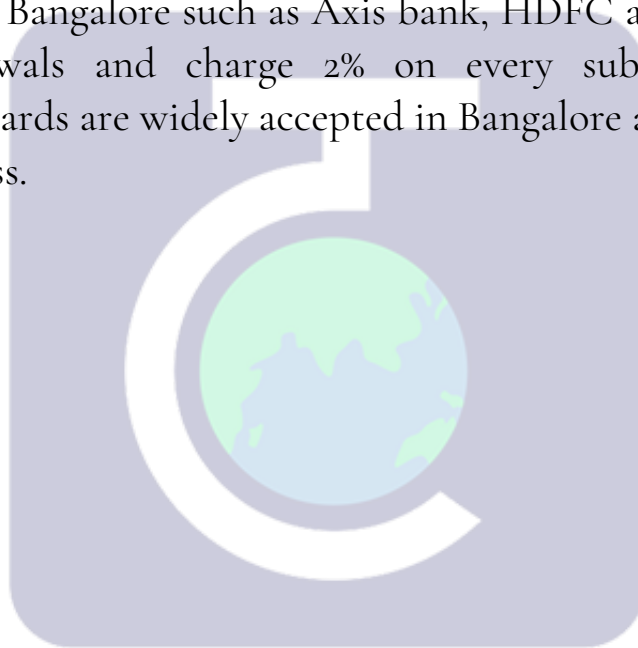 Bangalore such as Axis bank, HDFC a
wals and charge 2% on every sub
ards are widely accepted in Bangalore a
ss.